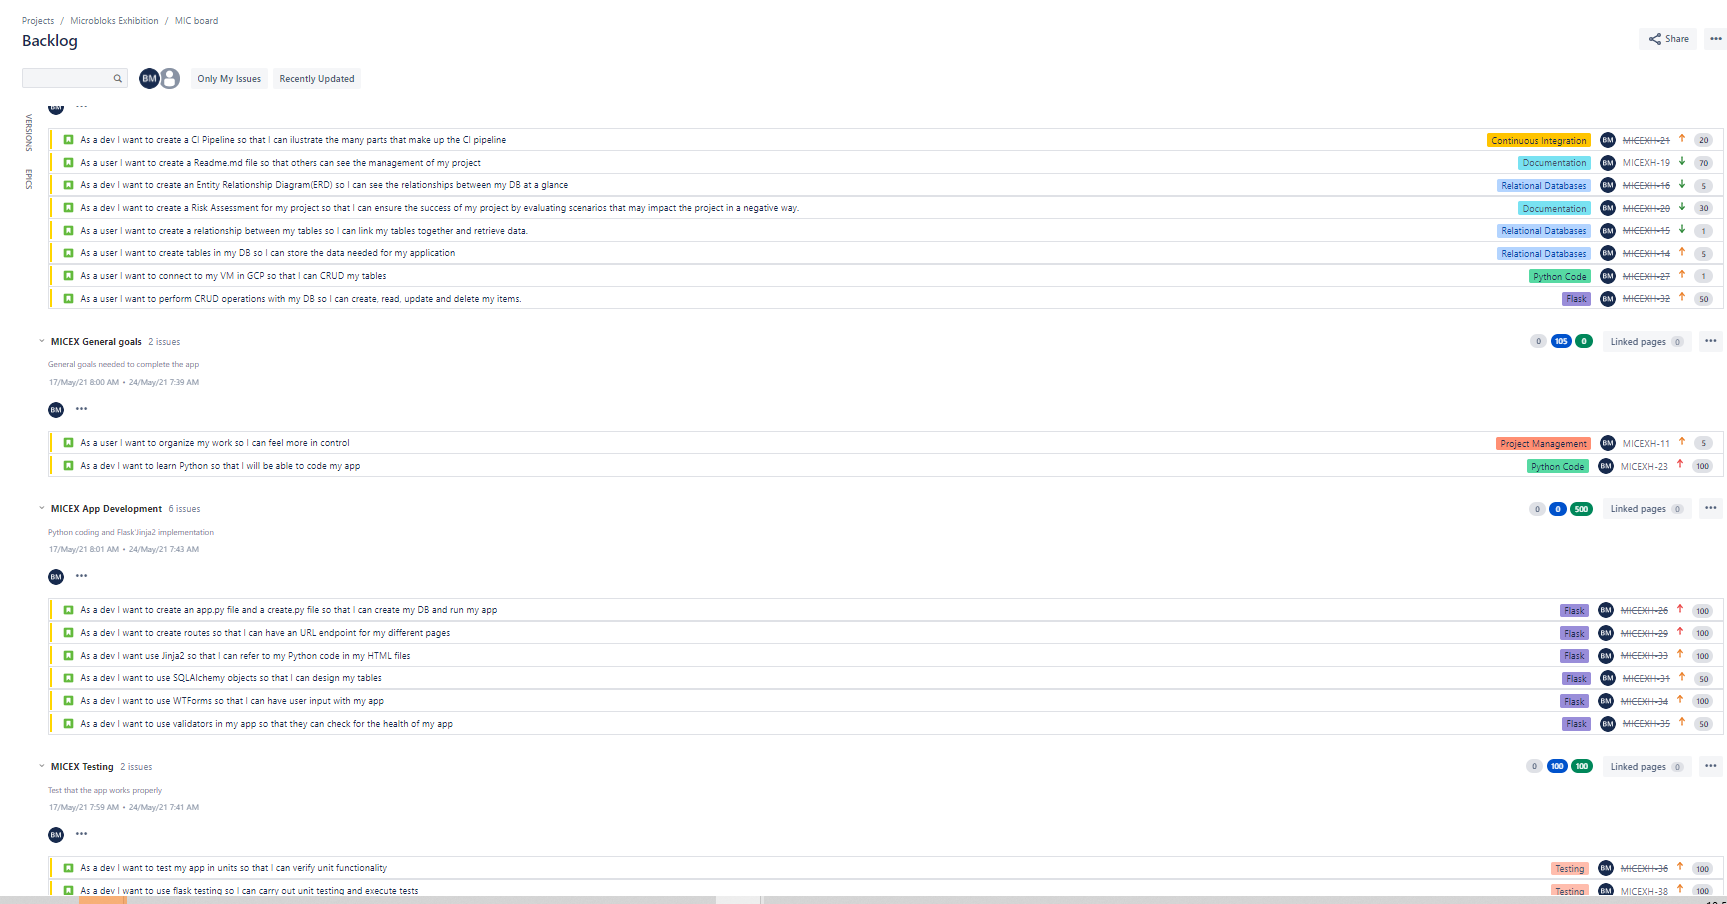 Projects / Microbloks Exhibition / MIC board
Backlog
Share
BM Only My Issues Recently Updated
VERSIONS
EPICS
BM
As a dev I want to create a CI Pipeline so that I can ilustrate the many parts that make up the CI pipeline Continuous Integration BM MICEXH-21 20
As a user I want to create a Readme.md file so that others can see the management of my project Documentation BM MICEXH-19 70
As a dev I want to create an Entity Relationship Diagram(ERD) so I can see the relationships between my DB at a glance Relational Databases BM MICEXH-16 5
As a dev I want to create a Risk Assessment for my project so that I can ensure the success of my project by evaluating scenarios that may impact the project in a negative way. Documentation BM MICEXH-20 30
As a user I want to create a relationship between my tables so I can link my tables together and retrieve data. Relational Databases BM MICEXH-15 1
As a user I want to create tables in my DB so I can store the data needed for my application Relational Databases BM MICEXH-14 5
As a user I want to connect to my VM in GCP so that I can CRUD my tables Python Code BM MICEXH-27 1
As a user I want to perform CRUD operations with my DB so I can create, read, update and delete my items. Flask BM MICEXH-32 50
MICEX General goals 2 issues 0 105 0 Linked pages 0
General goals needed to complete the app
17/May/21 8:00 AM • 24/May/21 7:39 AM
BM
As a user I want to organize my work so I can feel more in control Project Management BM MICEXH-11 5
As a dev I want to learn Python so that I will be able to code my app Python Code BM MICEXH-23 100
MICEX App Development 6 issues 0 0 500 Linked pages 0
Python coding and Flask'Jinja2 implementation
17/May/21 8:01 AM • 24/May/21 7:43 AM
BM
As a dev I want to create an app.py file and a create.py file so that I can create my DB and run my app Flask BM MICEXH-26 100
As a dev I want to create routes so that I can have an URL endpoint for my different pages Flask BM MICEXH-29 100
As a dev I want use Jinja2 so that I can refer to my Python code in my HTML files Flask BM MICEXH-33 100
As a dev I want to use SQLAlchemy objects so that I can design my tables Flask BM MICEXH-31 50
As a dev I want to use WTForms so that I can have user input with my app Flask BM MICEXH-34 100
As a dev I want to use validators in my app so that they can check for the health of my app Flask BM MICEXH-35 50
MICEX Testing 2 issues 0 100 100 Linked pages 0
Test that the app works properly
17/May/21 7:59 AM • 24/May/21 7:41 AM
BM
As a dev I want to test my app in units so that I can verify unit functionality Testing BM MICEXH-36 100
As a dev I want to use flask testing so I can carry out unit testing and execute tests Testing BM MICEXH-38 100